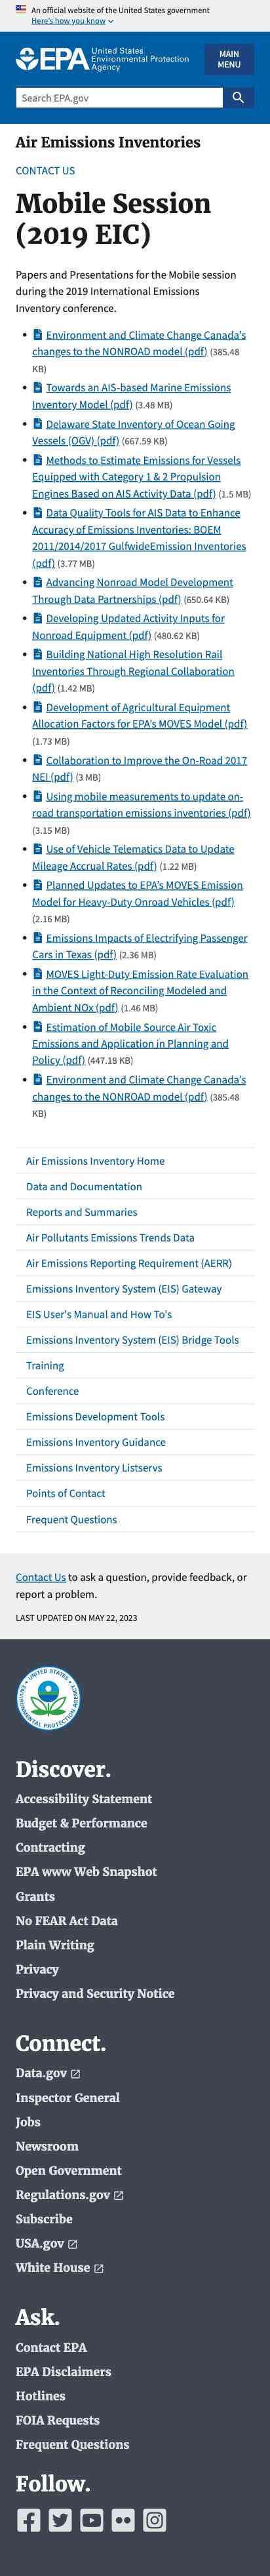 An official website of the United States government
Here's how you know
EPA
United States
Environmental Protection
Agency
MAIN
MENU
Search EPA.gov
Air Emissions Inventories
CONTACT US
Mobile Session
(2019 EIC)
Papers and Presentations for the Mobile session
during the 2019 International Emissions
Inventory conference.
Environment and Climate Change Canada's
changes to the NONROAD model (pdf) (385.48
KB)
Towards an AIS-based Marine Emissions
Inventory Model (pdf) (3.48 MB)
Delaware State Inventory of Ocean Going
Vessels (OGV) (pdf) (667.59 KB)
Methods to Estimate Emissions for Vessels
Equipped with Category 1 & 2 Propulsion
Engines Based on AIS Activity Data (pdf) (1.5 MB)
Data Quality Tools for AIS Data to Enhance
Accuracy of Emissions Inventories: BOEM
2011/2014/2017 GulfwideEmission Inventories
(pdf) (3.77 MB)
Advancing Nonroad Model Development
Through Data Partnerships (pdf) (650.64 KB)
Developing Updated Activity Inputs for
Nonroad Equipment (pdf) (480.62 KB)
Building National High Resolution Rail
Inventories Through Regional Collaboration
(pdf) (1.42 MB)
Development of Agricultural Equipment
Allocation Factors for EPA's MOVES Model (pdf)
(1.73 MB)
Collaboration to Improve the On-Road 2017
NEI (pdf) (3 MB)
Using mobile measurements to update on-
road transportation emissions inventories (pdf)
(3.15 MB)
Use of Vehicle Telematics Data to Update
Mileage Accrual Rates (pdf) (1.22 MB)
Planned Updates to EPA's MOVES Emission
Model for Heavy-Duty Onroad Vehicles (pdf)
(2.16 MB)
Emissions Impacts of Electrifying Passenger
Cars in Texas (pdf) (2.36 MB)
MOVES Light-Duty Emission Rate Evaluation
in the Context of Reconciling Modeled and
Ambient NOx (pdf) (1.46 MB)
Estimation of Mobile Source Air Toxic
Emissions and Application in Planning and
Policy (pdf) (447.18 KB)
Environment and Climate Change Canada's
changes to the NONROAD model (pdf) (385.48
KB)
Air Emissions Inventory Home
Data and Documentation
Reports and Summaries
Air Pollutants Emissions Trends Data
Air Emissions Reporting Requirement (AERR)
Emissions Inventory System (EIS) Gateway
EIS User's Manual and How To's
Emissions Inventory System (EIS) Bridge Tools
Training
Conference
Emissions Development Tools
Emissions Inventory Guidance
Emissions Inventory Listservs
Points of Contact
Frequent Questions
Contact Us to ask a question, provide feedback, or
report a problem.
LAST UPDATED ON MAY 22, 2023
UNITED STATES
ENVIRONMENTAL PROTECTION AGENCY
Discover.
Accessibility Statement
Budget & Performance
Contracting
EPA www Web Snapshot
Grants
No FEAR Act Data
Plain Writing
Privacy
Privacy and Security Notice
Connect.
Data.gov
Inspector General
Jobs
Newsroom
Open Government
Regulations.gov
Subscribe
USA.gov
White House
Ask.
Contact EPA
EPA Disclaimers
Hotlines
FOIA Requests
Frequent Questions
Follow.